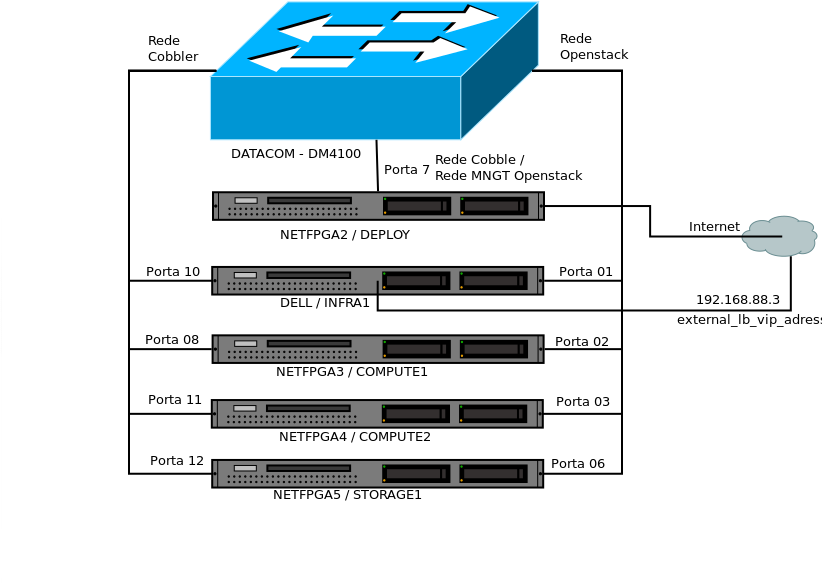 Rede
Cobbler
Rede
Openstack
DATACOM - DM4100
Porta 7
Rede Cobble /
Rede MNGT Openstack
NETFPGA2 / DEPLOY
Internet
Porta 10
Porta 01
DELL / INFRA1
192.168.88.3
external_lb_vip_adress
Porta 08
Porta 02
NETFPGA3 / COMPUTE1
Porta 11
Porta 03
NETFPGA4 / COMPUTE2
Porta 12
Porta 06
NETFPGA5 / STORAGE1